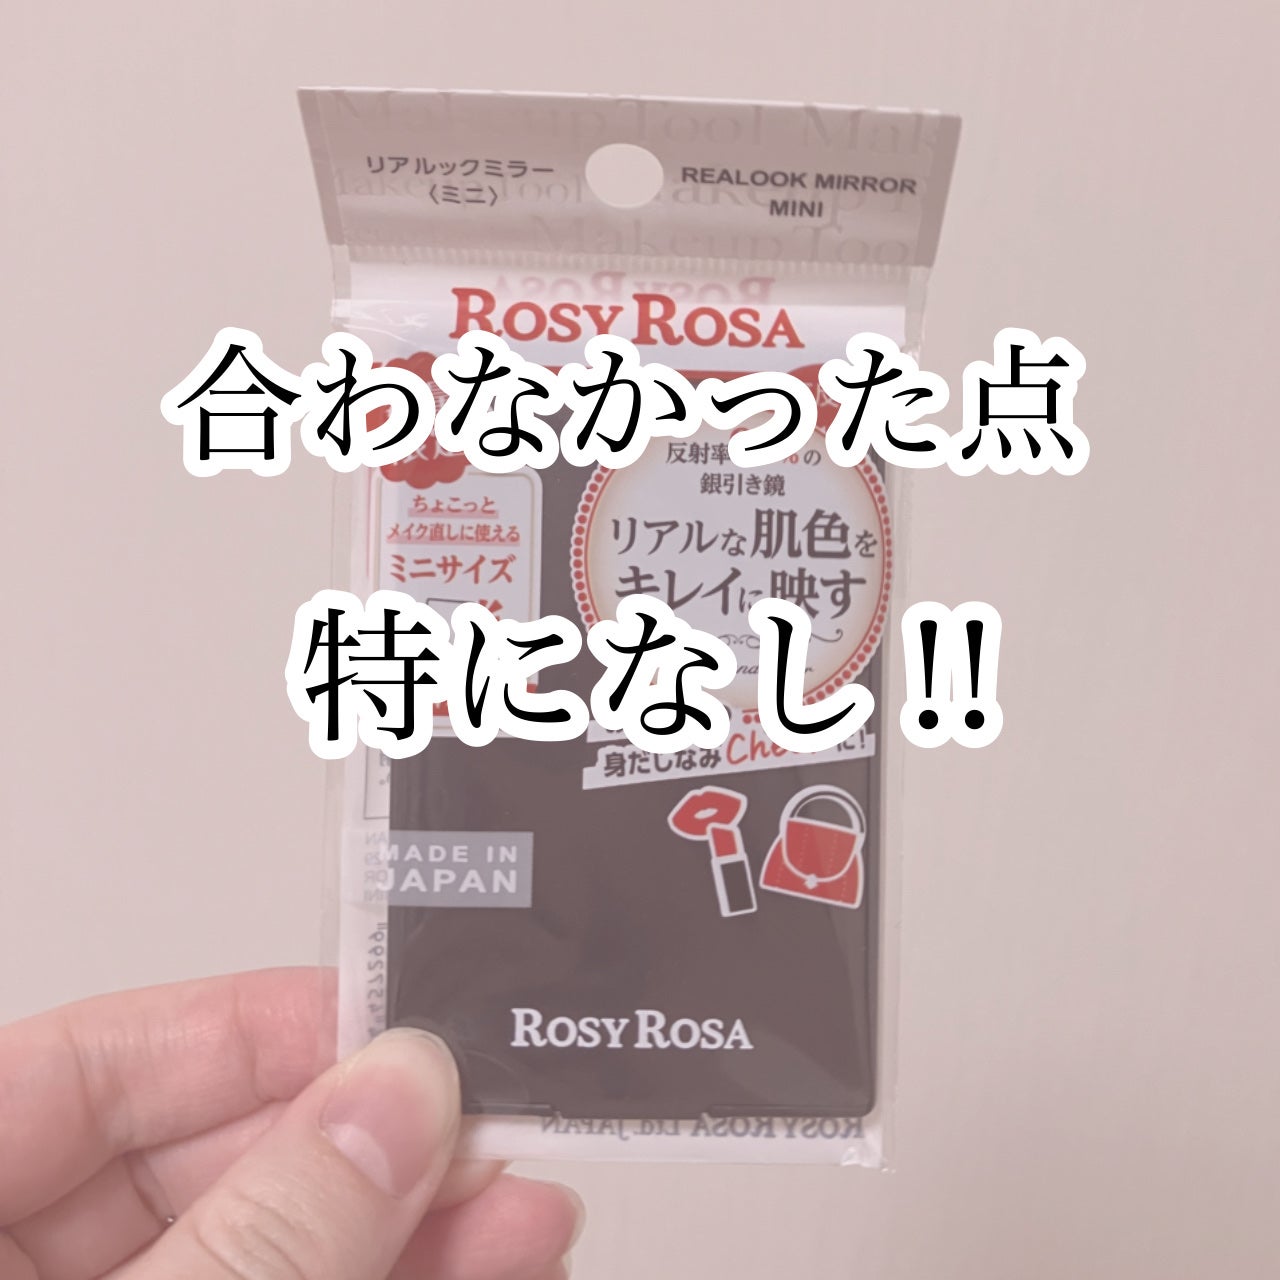 リアルックミラー
〈ミニ〉
REALOOK MIRROR
MINI
ROSY ROSA
合わなかった点
反射率
の
銀引き鏡
ちょこっと
メイク直しに使える
ミニサイズ
リアルな肌色を
キレイに映す
特になし!!
身だしなみ
に!
MADE IN
JAPAN
ROSY ROSA
ROSY ROSA Ltd. JAPAN